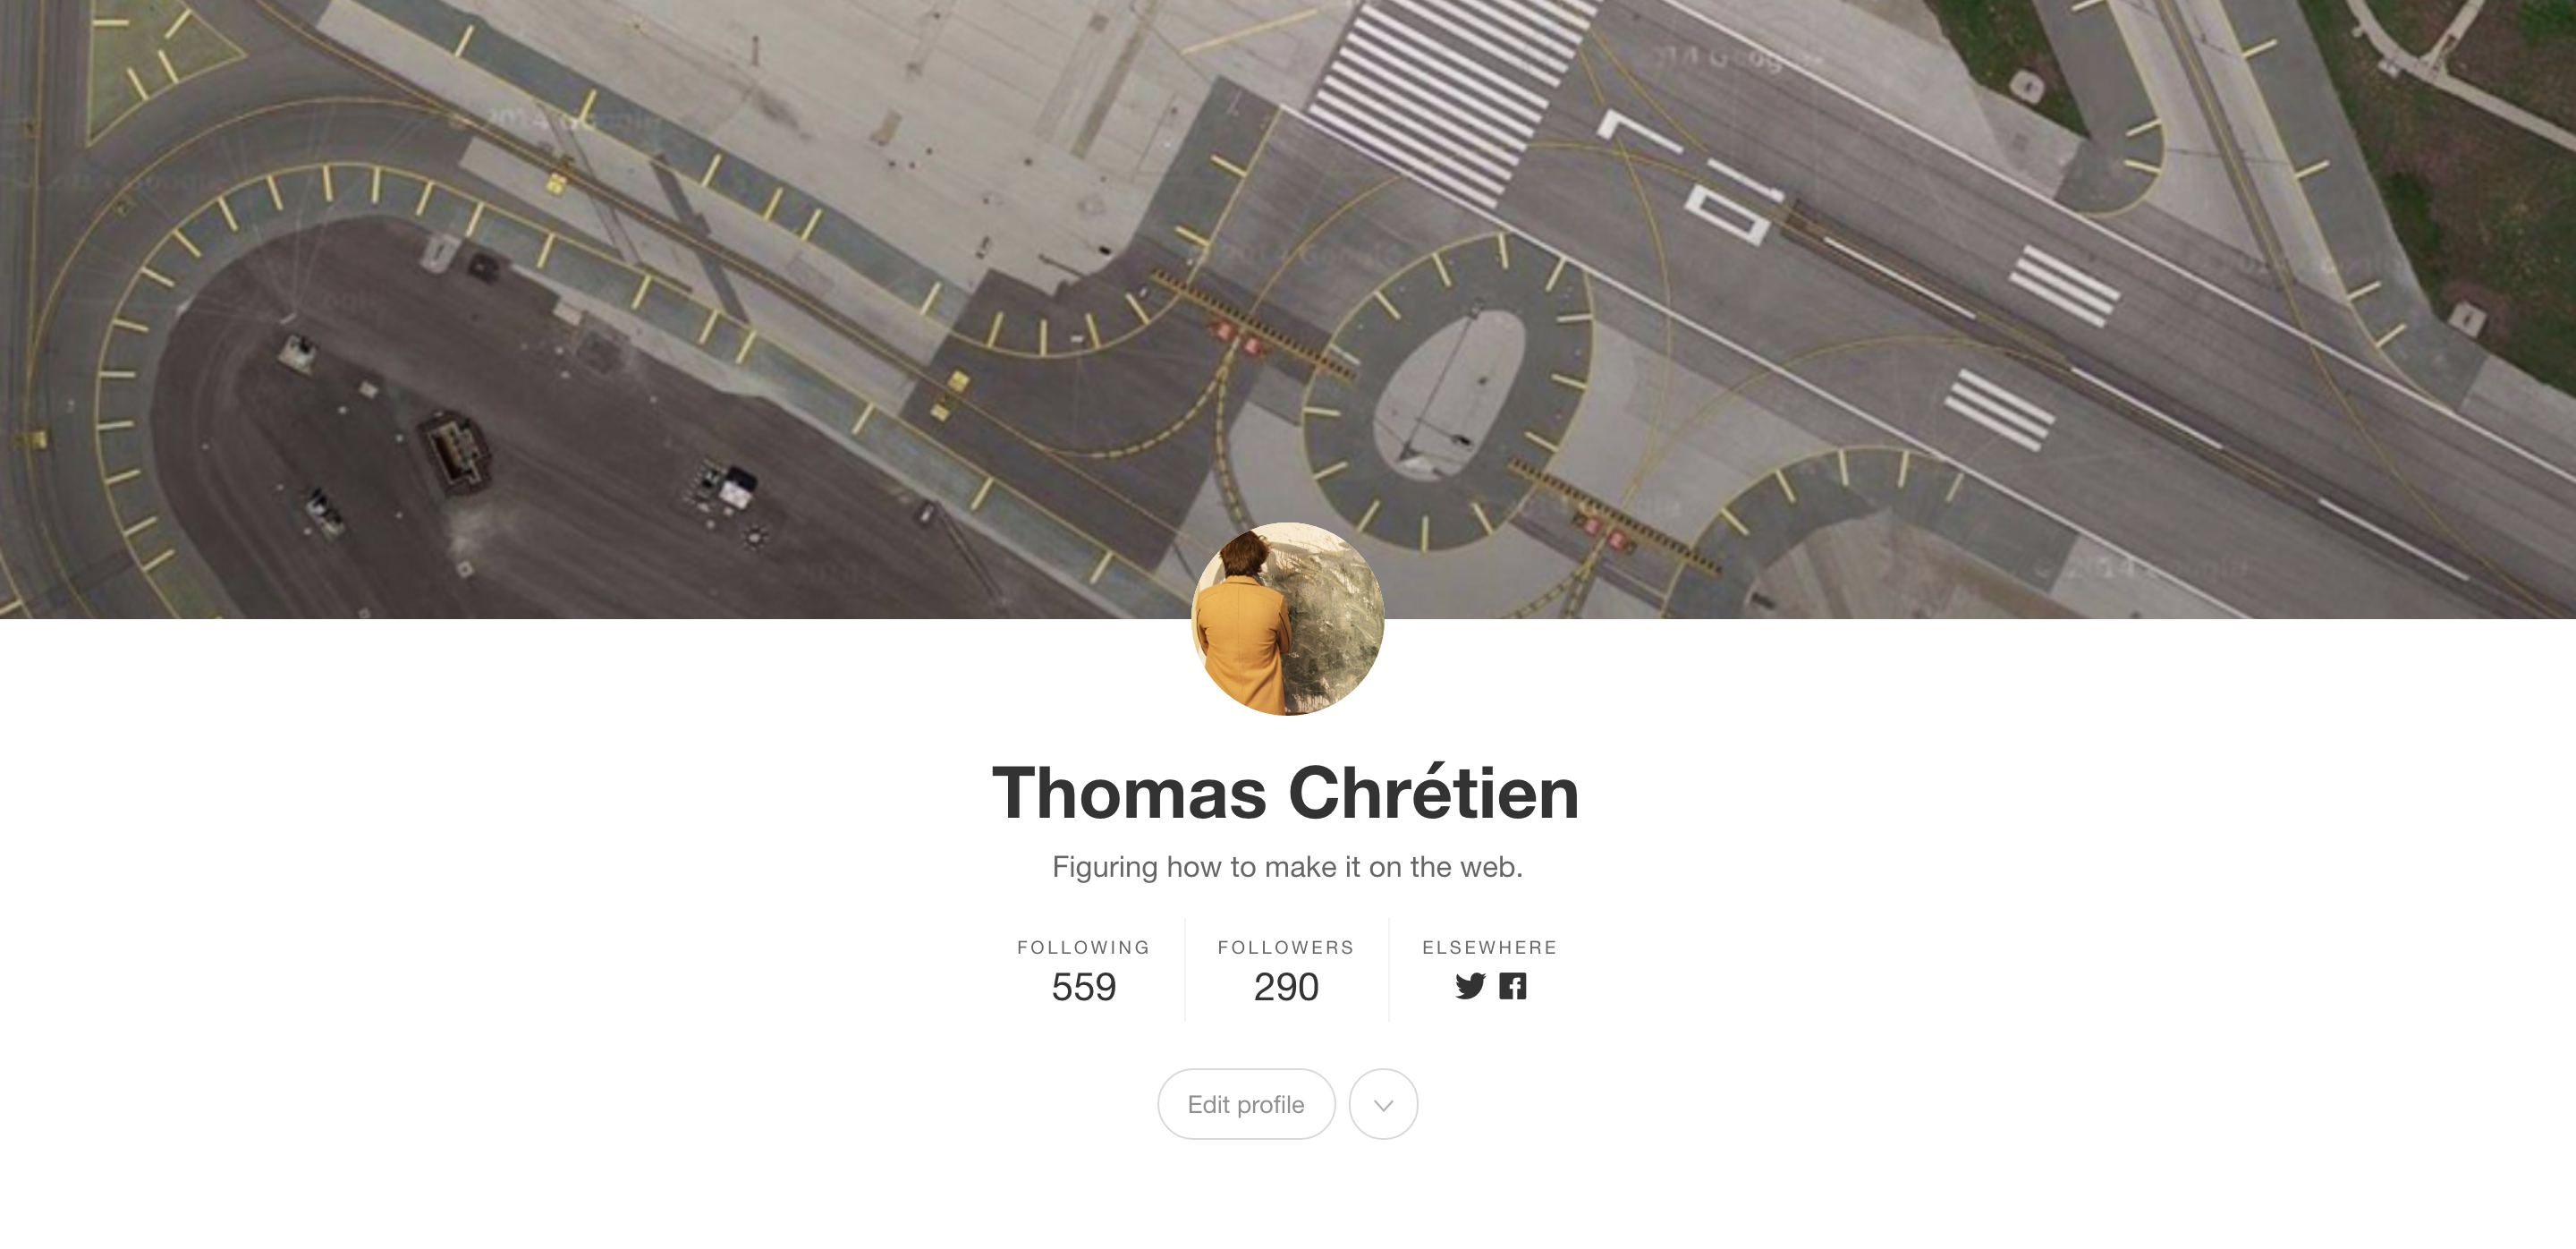 Thomas Chrétien
Figuring how to make it on the web.
FOLLOWING
559
FOLLOWERS
290
ELSEWHERE
Edit profile